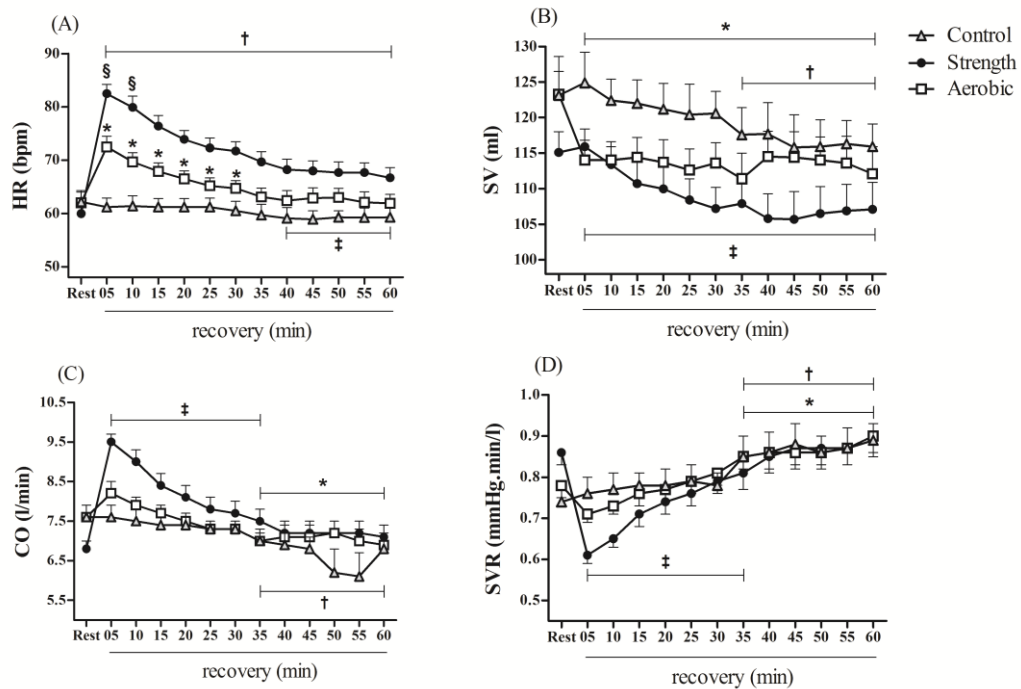 (A)
†
90
80
70
60
50
HR (bpm)
§ §
* * * * * *
‡
Rest 05 10 15 20 25 30 35 40 45 50 55 60
recovery (min)
(B)
*
†
130
125
120
115
110
105
100
SV (ml)
‡
Rest 05 10 15 20 25 30 35 40 45 50 55 60
recovery (min)
Control
Strength
Aerobic
(C)
10.5
9.5
8.5
7.5
6.5
5.5
CO (l/min)
‡
*
†
Rest 05 10 15 20 25 30 35 40 45 50 55 60
recovery (min)
(D)
†
*
1.0
0.9
0.8
0.7
0.6
0.5
SVR (mmHg.min/l)
‡
Rest 05 10 15 20 25 30 35 40 45 50 55 60
recovery (min)